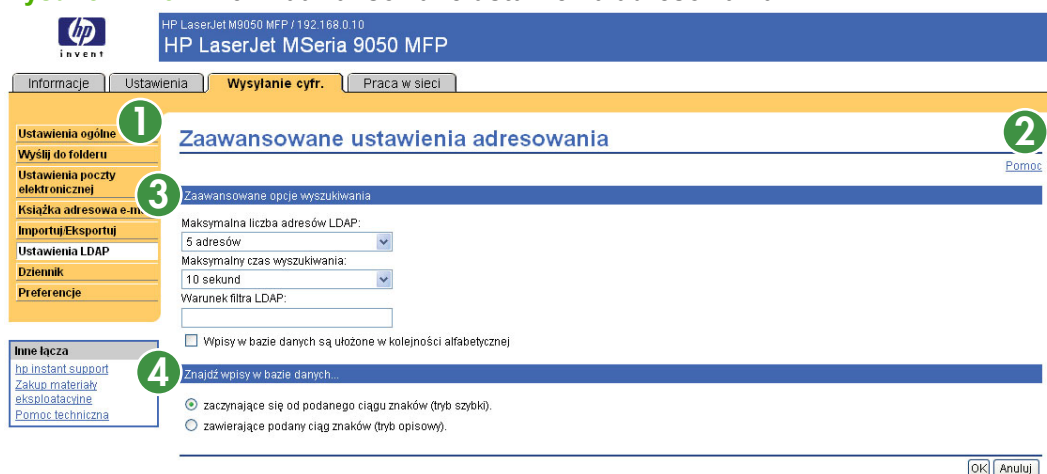 hp
invent
HP LaserJet M9050 MFP / 192.168.0.10
HP LaserJet MSeria 9050 MFP
Informacje
Ustawienia
Wysyłanie cyfr.
Praca w sieci
1
Ustawienia ogólne
Wyślij do folderu
Ustawienia poczty
elektronicznej
Książka adresowa
Importuj/Eksportuj
Ustawienia LDAP
Dziennik
Preferencje
Inne łącza
hp instant support
Zakup materiały
eksploatacyjne
Pomoc techniczna
Zaawansowane ustawienia adresowania
2
Pomoc
3
Zaawansowane opcje wyszukiwania
Maksymalna liczba adresów LDAP:
5 adresów
Maksymalny czas wyszukiwania:
10 sekund
Warunek filtra LDAP:
Wpisy w bazie danych są ułożone w kolejności alfabetycznej
4
Znajdź wpisy w bazie danych...
zaczynające się od podanego ciągu znaków (tryb szybki).
zawierające podany ciąg znaków (tryb opisowy).
OK
Anuluj